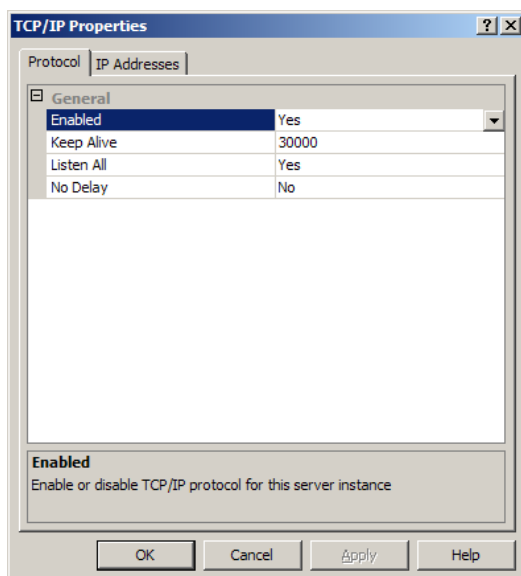 TCP/IP Properties
Protocol IP Addresses
General
Enabled Yes
Keep Alive 30000
Listen All Yes
No Delay No
Enabled
Enable or disable TCP/IP protocol for this server instance
OK Cancel Apply Help